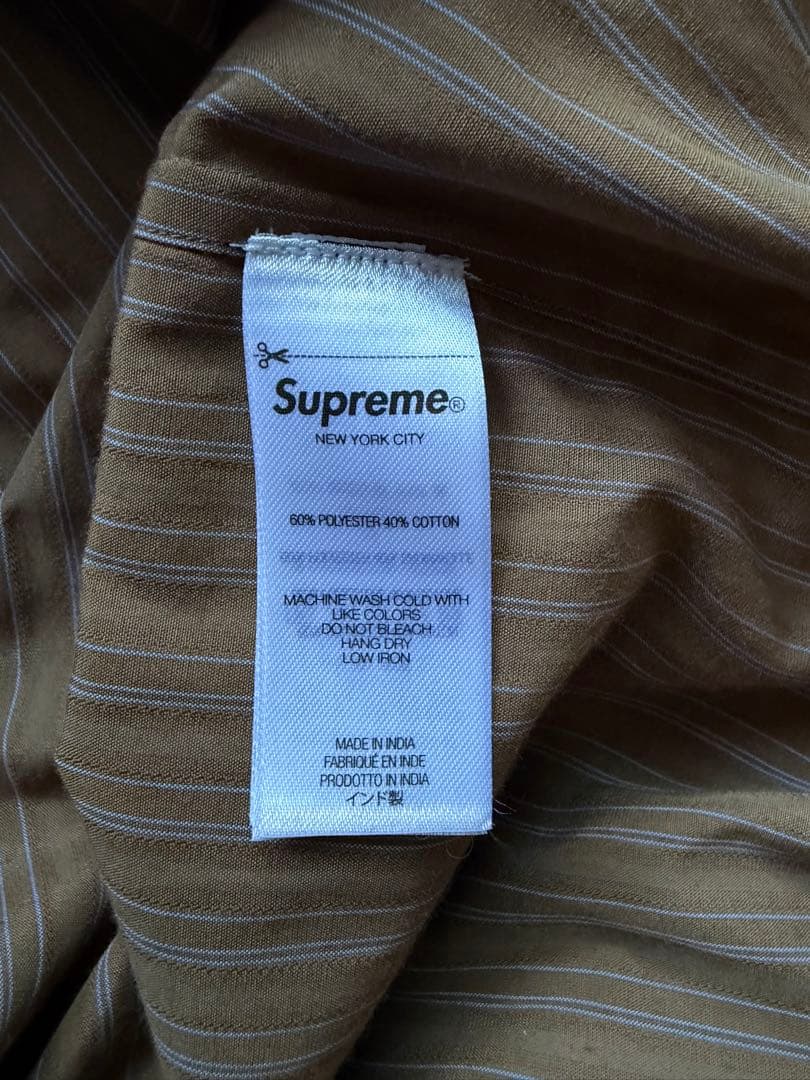 Supreme®
NEW YORK CITY
60% POLYESTER 40% COTTON
MACHINE WASH COLD WITH
LIKE COLORS
DO NOT BLEACH
HANG DRY
LOW IRON
MADE IN INDIA
FABRIQUÉ EN INDE
PRODOTTO IN INDIA
インド製